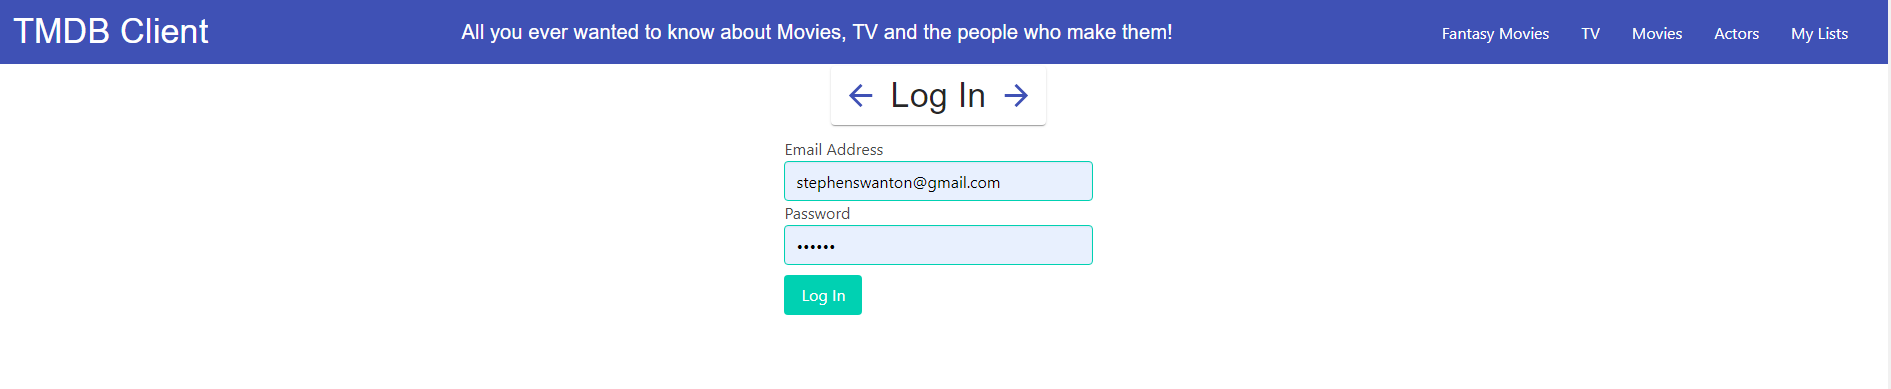 TMDB Client
All you ever wanted to know about Movies, TV and the people who make them!
Fantasy Movies TV Movies Actors My Lists
Log In
Email Address
stephenswanton@gmail.com
Password
••••••
Log In